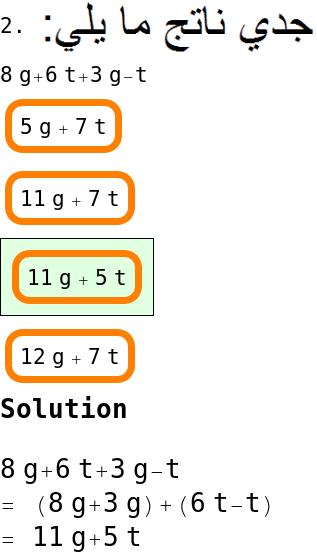 2. جدي ناتج ما يلي:
8 g+6 t+3 g−t
5 g + 7 t
11 g + 7 t
11 g + 5 t
12 g + 7 t
Solution
8 g+6 t+3 g−t
= (8 g+3 g)+(6 t−t)
= 11 g+5 t